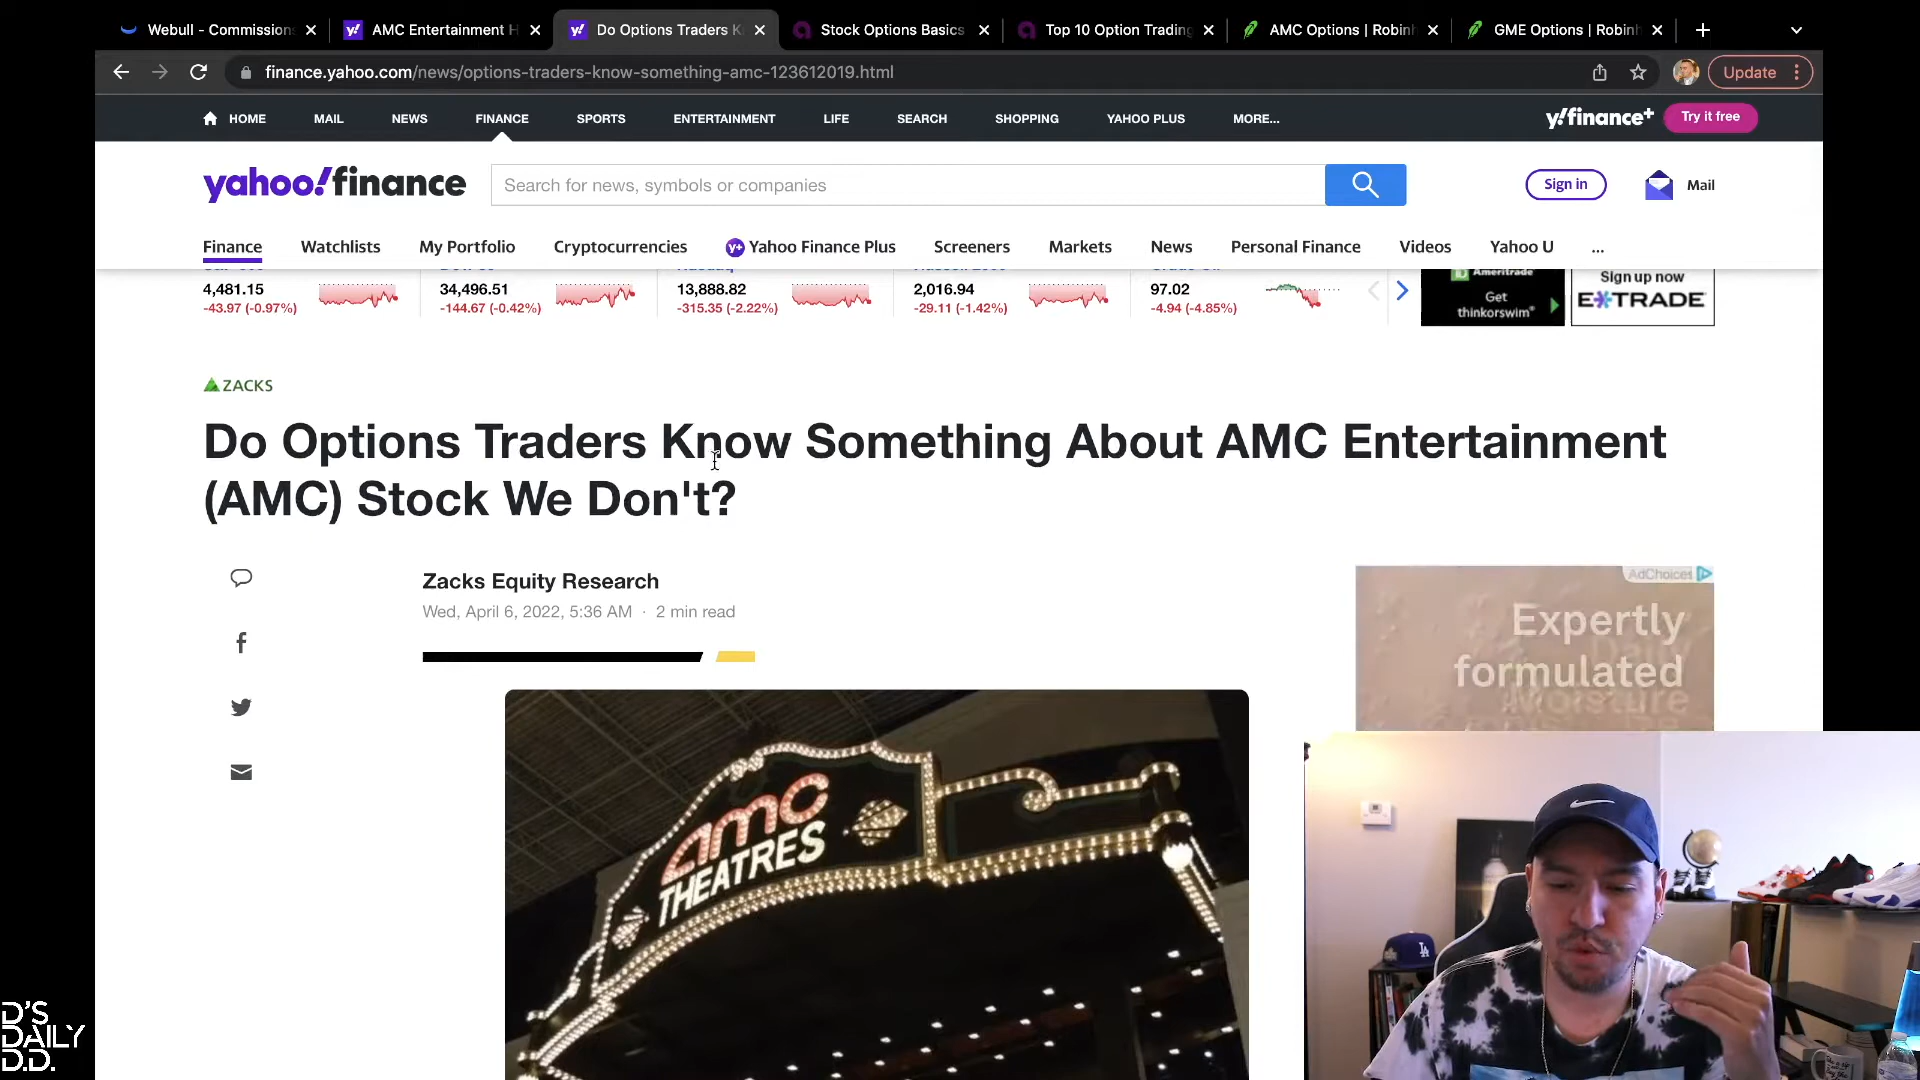 Webull - Commissions
AMC Entertainment H
Do Options Traders K
Stock Options Basics
Top 10 Option Trading
AMC Options | Robinh
GME Options | Robinh
finance.yahoo.com/news/options-traders-know-something-amc-123612019.html
Update
HOME
MAIL
NEWS
FINANCE
SPORTS
ENTERTAINMENT
LIFE
SEARCH
SHOPPING
YAHOO PLUS
MORE...
y!finance+
Try it free
yahoo!finance
Search for news, symbols or companies
Sign in
Mail
Finance
Watchlists
My Portfolio
Cryptocurrencies
y+ Yahoo Finance Plus
Screeners
Markets
News
Personal Finance
Videos
Yahoo U
...
4,481.15
-43.97 (-0.97%)
34,496.51
-144.67 (-0.42%)
Nasdaq
13,888.82
-315.35 (-2.22%)
2,016.94
-29.11 (-1.42%)
97.02
-4.94 (-4.85%)
Ameritrade
Get
thinkorswim®
Sign up now
E*TRADE
ZACKS
Do Options Traders Know Something About AMC Entertainment
(AMC) Stock We Don't?
Zacks Equity Research
Wed, April 6, 2022, 5:36 AM · 2 min read
AdChoices
Expertly
formulated
amc
THEATRES
LA
D'S
DAILY
D.D.